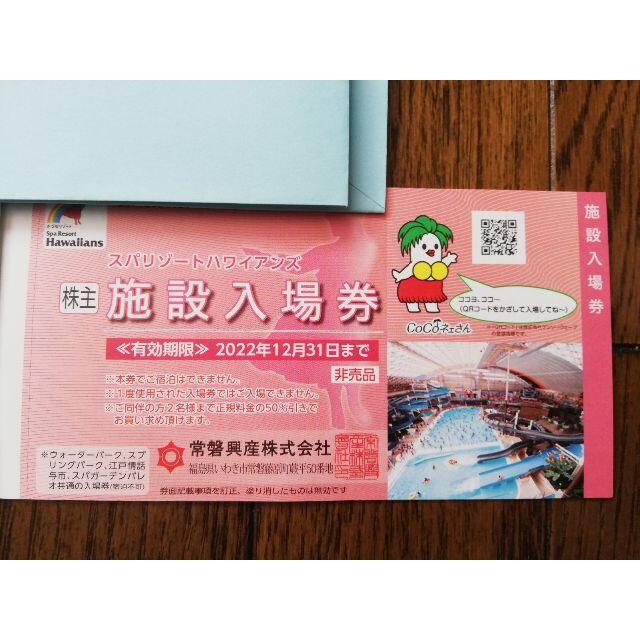 Spa Resort
Hawaiians
スパリゾートハワイアンズ
株主
施設入場券
≪有効期限≫ 2022年12月31日まで
非売品
※本券でご宿泊はできません。
※1度使用された入場券ではご入場できません。
※ご同伴の方2名様まで正規料金の50%引きで
お買い求め頂けます。
※ウォーターパーク、スプ
リングパーク、江戸情話
与市、スパガーデンパレ
オ共通の入場券(宿泊不可)
常磐興産株式会社
福島県いわき市常磐藤原町蕨平50番地
券面記載事項を訂正、塗り消したものは無効です
ココヨ、ココー
(QRコードをかざして入場してね〜)
CoCoネェさん
施設入場券